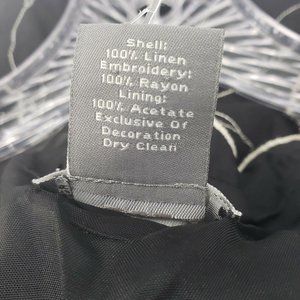 Shell:
100% Linen
Embroidery:
100% Rayon
Lining:
100% Acetate
Exclusive Of
Decoration
Dry Clean